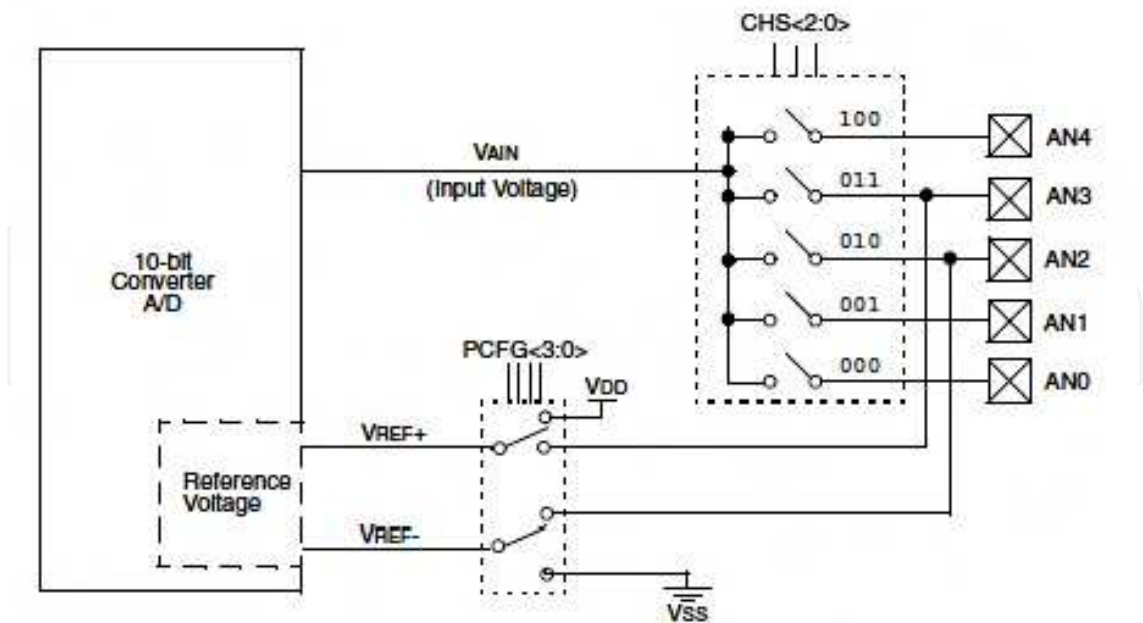 CHS<2:0>
100
AN4
VAIN
(Input Voltage)
011
AN3
010
AN2
10-bit
Converter
A/D
001
AN1
PCFG<3:0>
000
AN0
VDD
VREF+
Reference
Voltage
VREF-
VSS